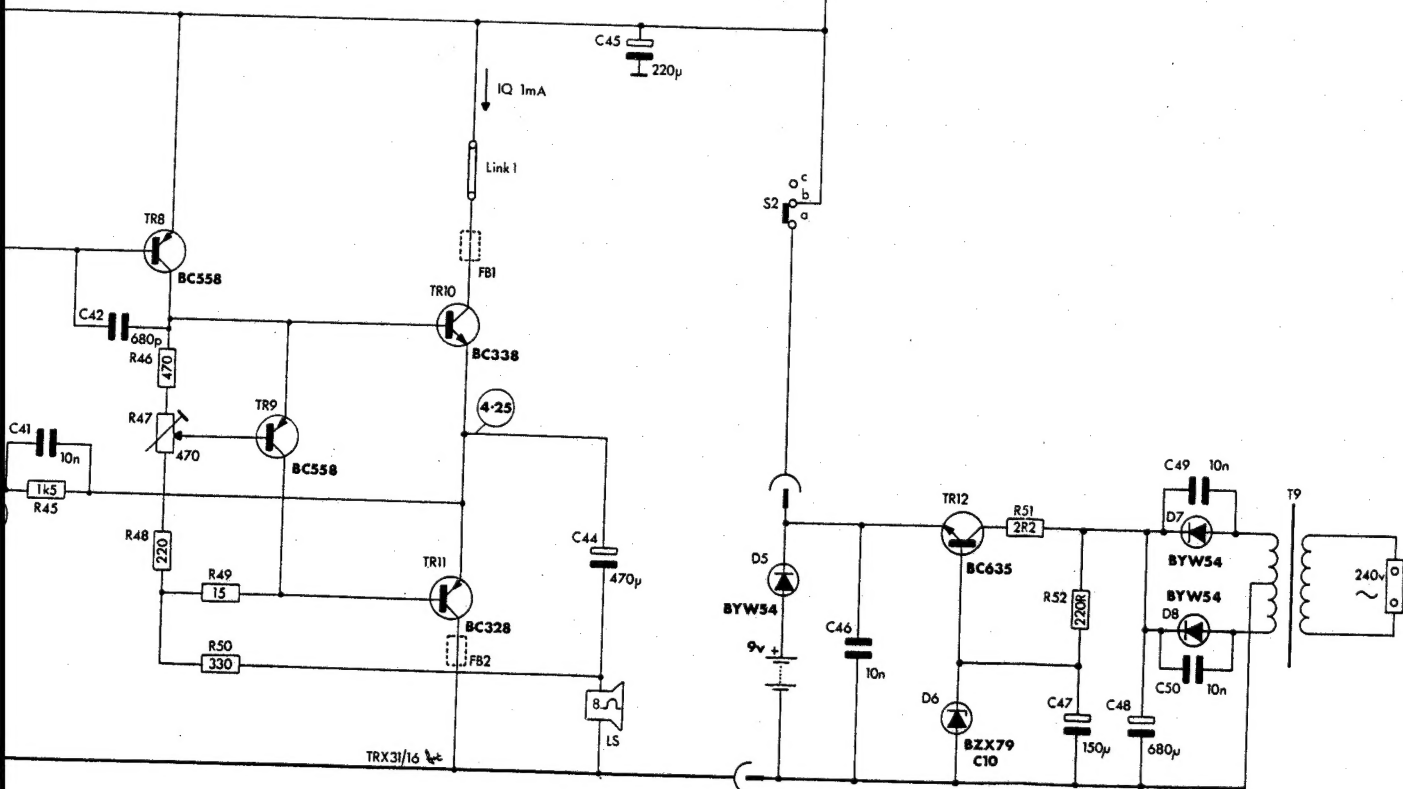 C45
220μ
IQ 1mA
Link 1
c
b
S2
a
TR8
BC558
FB1
TR10
C42
680p
BC338
R46
470
4·25
R47
470
TR9
BC558
C41
10n
1k5
R45
R48
220
C44
470μ
TR11
R49
15
BC328
R50
330
FB2
8Ω
LS
TRX31/16
C49
10n
T9
TR12
R51
2R2
D7
BYW54
BC635
D5
BYW54
240v
~
R52
220R
BYW54
D8
C46
10n
9v +
C50
10n
D6
C47
C48
BZX79
C10
150μ
680μ